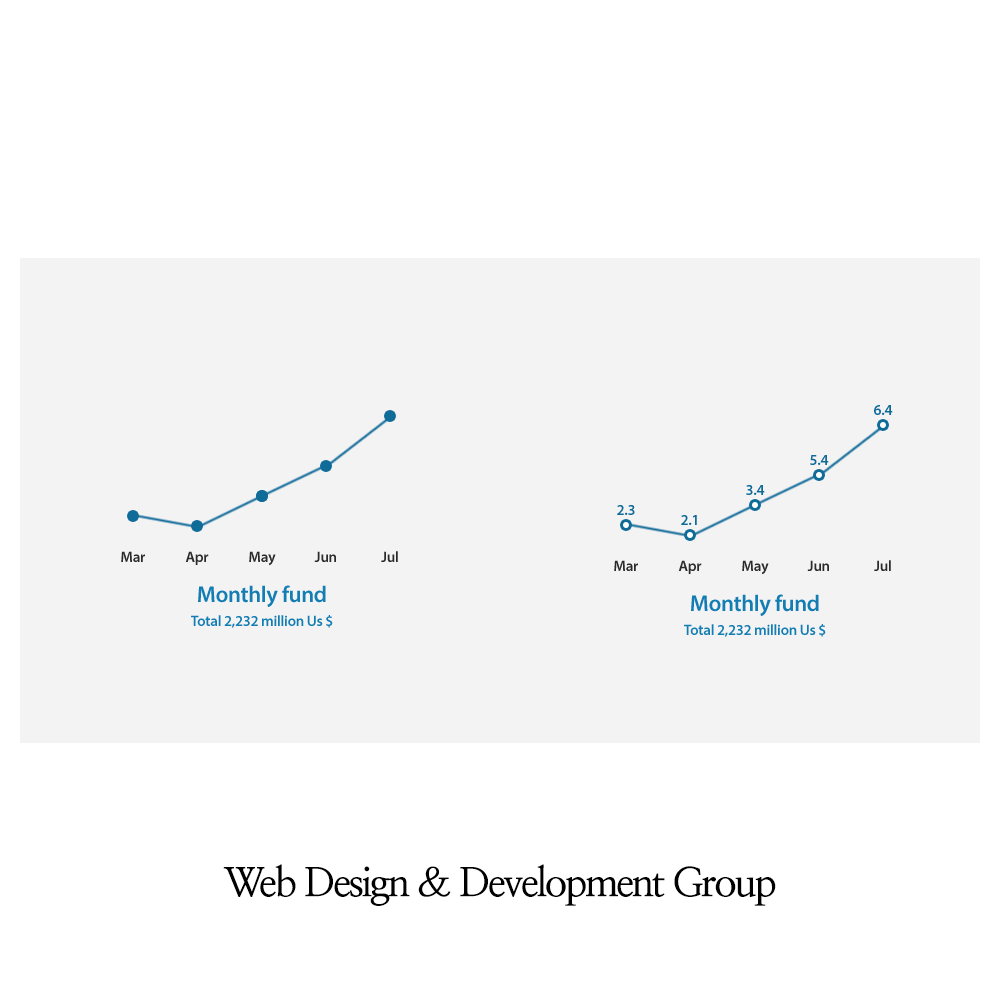 Mar Apr May Jun Jul
Monthly fund
Total 2,232 million Us $
6.4
5.4
3.4
2.3
2.1
Mar Apr May Jun Jul
Monthly fund
Total 2,232 million Us $
Web Design & Development Group